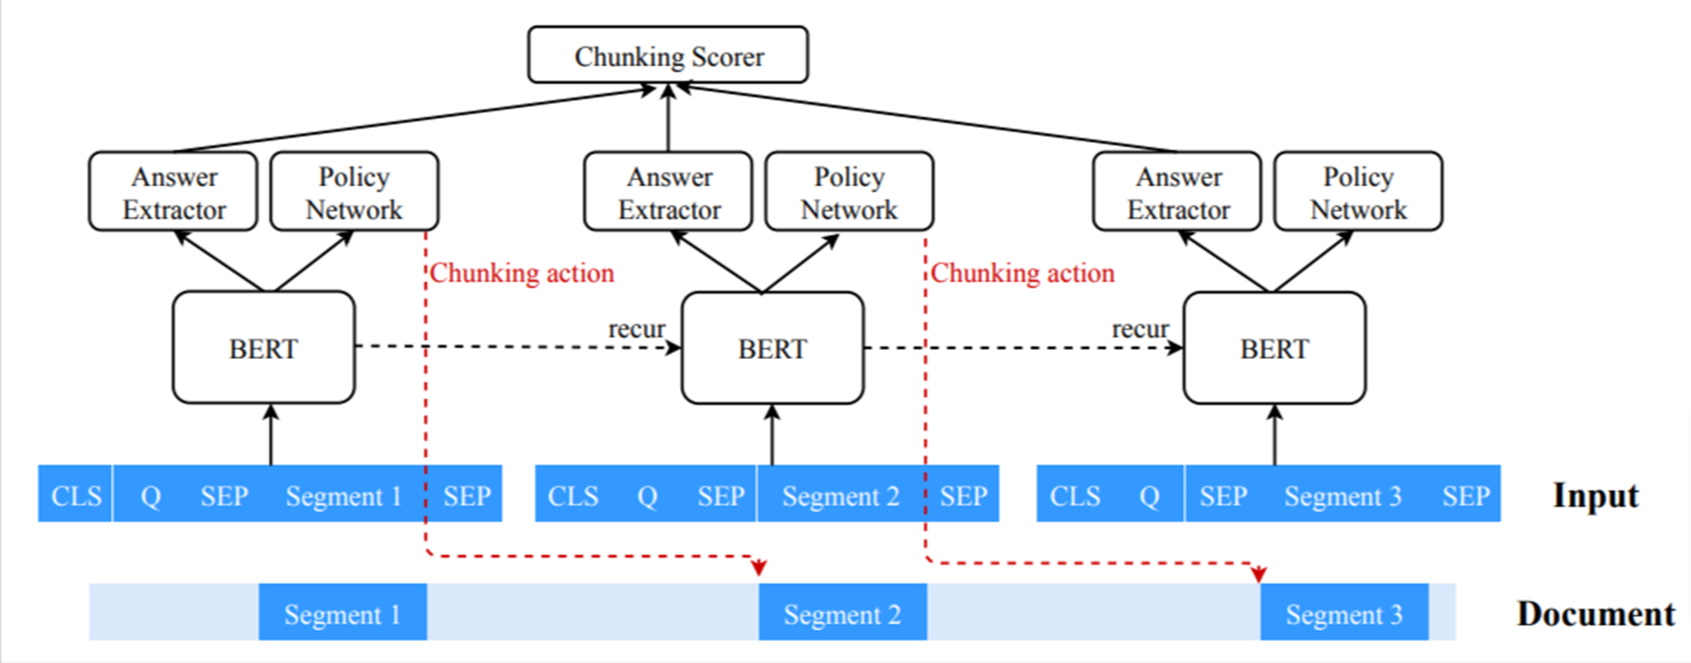 Chunking Scorer
Answer
Extractor
Policy
Network
Answer
Extractor
Policy
Network
Answer
Extractor
Policy
Network
Chunking action
Chunking action
BERT
recur
BERT
recur
BERT
CLS Q SEP Segment 1 SEP
CLS Q SEP Segment 2 SEP
CLS Q SEP Segment 3 SEP
Input
Segment 1
Segment 2
Segment 3
Document